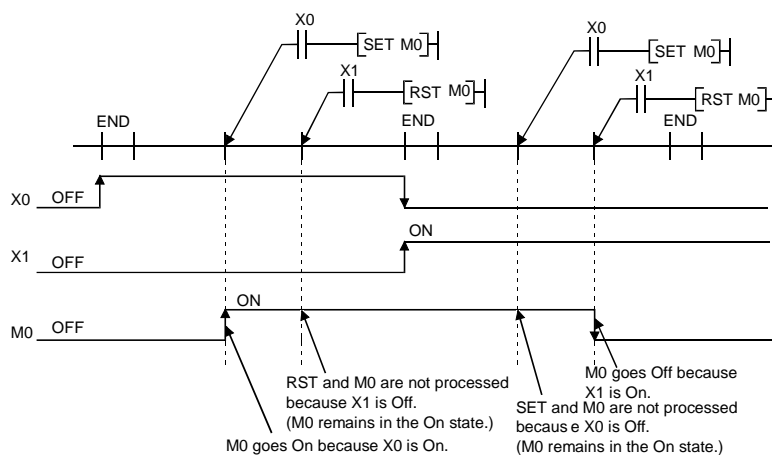 X0
SET M0
X1
RST M0
X0
SET M0
X1
RST M0
END
END
END
X0 OFF
ON
X1 OFF
ON
M0 OFF
RST and M0 are not processed
because X1 is Off.
(M0 remains in the On state.)
M0 goes On because X0 is On.
M0 goes Off because
X1 is On.
SET and M0 are not processed
because X0 is Off.
(M0 remains in the On state.)